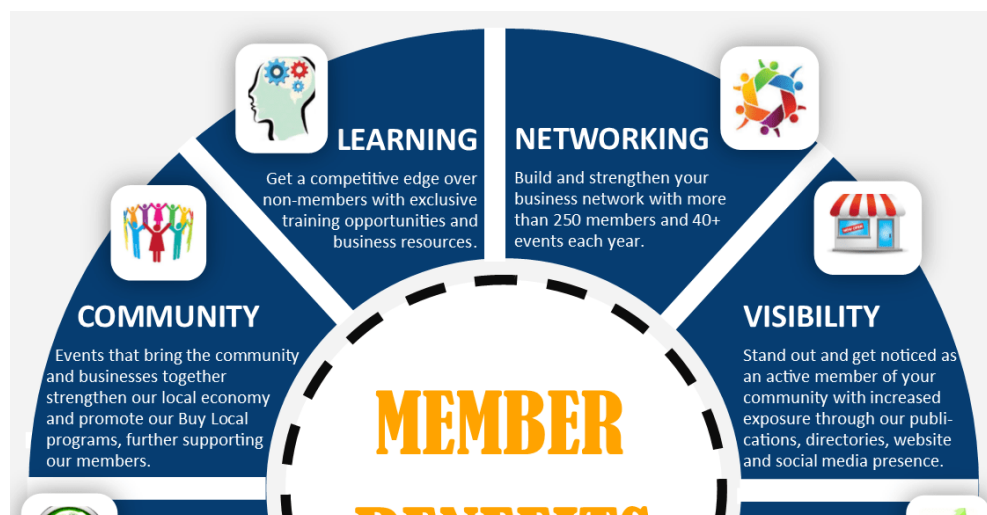 LEARNING
Get a competitive edge over
non-members with exclusive
training opportunities and
business resources.
NETWORKING
Build and strengthen your
business network with more
than 250 members and 40+
events each year.
COMMUNITY
Events that bring the community
and businesses together
strengthen our local economy
and promote our Buy Local
programs, further supporting
our members.
VISIBILITY
Stand out and get noticed as
an active member of your
community with increased
exposure through our publi-
cations, directories, website
and social media presence.
MEMBER
BENEFITS